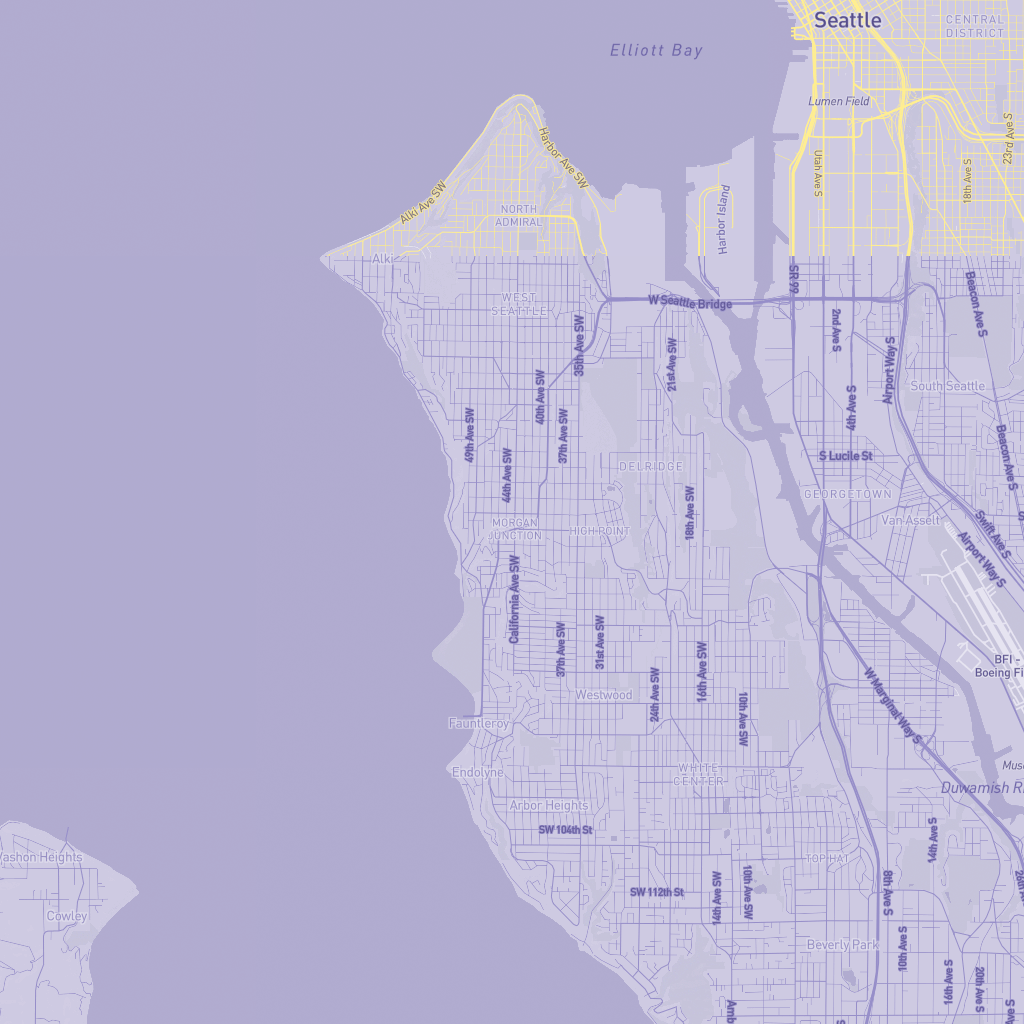 Seattle
CENTRAL
DISTRICT
Elliott Bay
Lumen Field
23rd Ave S
Harbor Ave SW
Utah Ave S
18th Ave S
Alki Ave SW
NORTH
ADMIRAL
Harbor Island
Alki
SR 99
WEST
SEATTLE
W Seattle Bridge
Beacon Ave S
2nd Ave S
35th Ave SW
21st Ave SW
Airport Way S
South Seattle
40th Ave SW
4th Ave S
49th Ave SW
37th Ave SW
Beacon Ave S
S Lucile St
44th Ave SW
DELRIDGE
GEORGETOWN
18th Ave SW
Van Asselt
MORGAN
JUNCTION
HIGH POINT
Swift Ave S
Airport Way S
California Ave SW
37th Ave SW
31st Ave SW
BFI -
Boeing Fi
16th Ave SW
24th Ave SW
Westwood
10th Ave SW
W Marginal Way S
Fauntleroy
Endolyne
WHITE
CENTER
Duwamish Ri
Arbor Heights
SW 104th St
14th Ave S
Vashon Heights
TOP HAT
SW 112th St
14th Ave SW
10th Ave SW
8th Ave S
Cowley
Beverly Park
10th Ave S
16th Ave S
20th Ave S